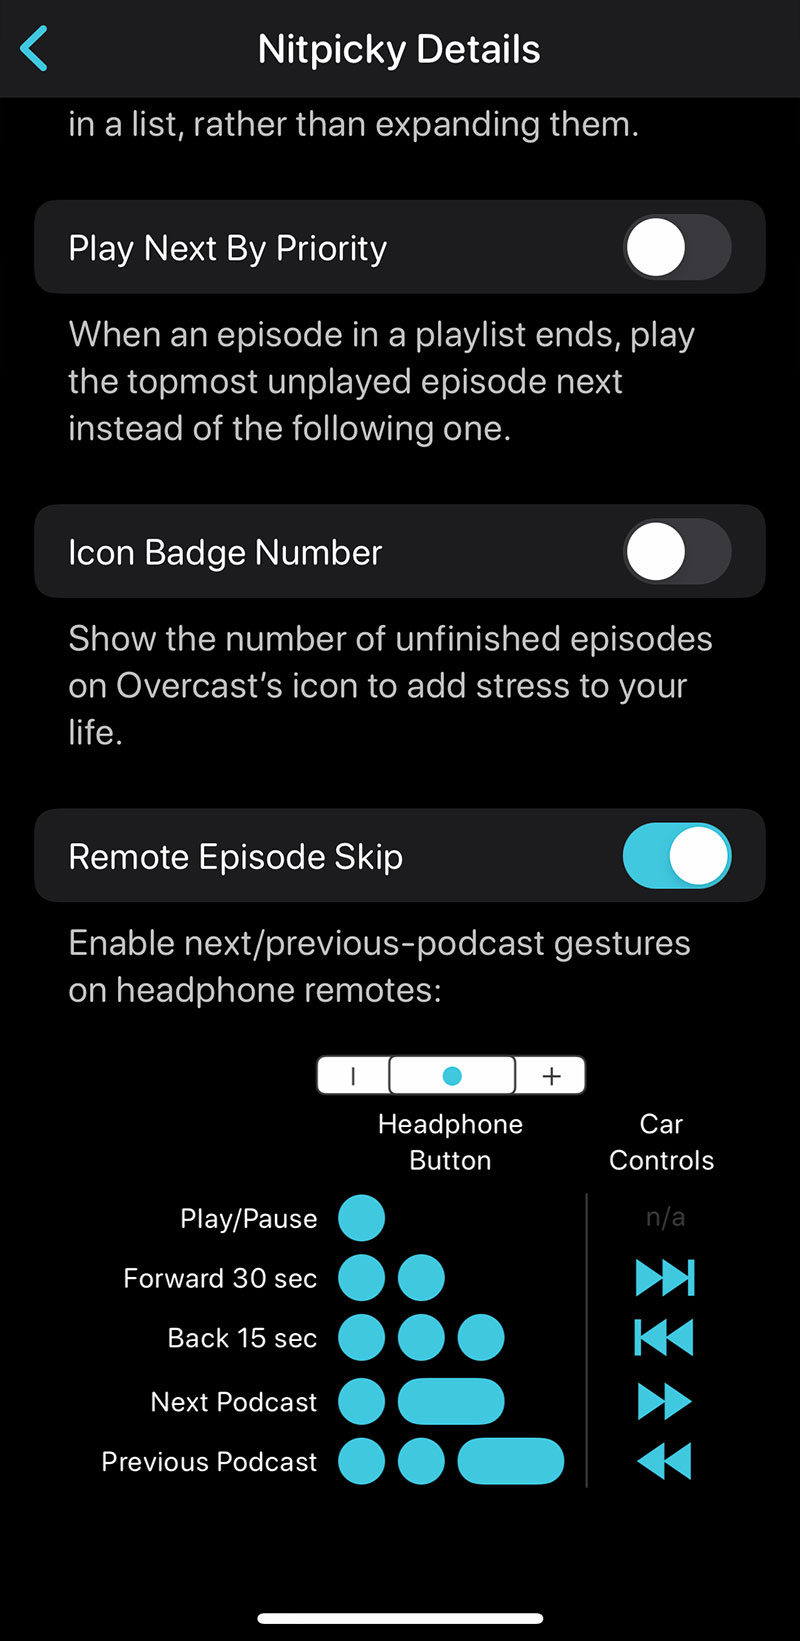 Nitpicky Details
in a list, rather than expanding them.
Play Next By Priority
When an episode in a playlist ends, play
the topmost unplayed episode next
instead of the following one.
Icon Badge Number
Show the number of unfinished episodes
on Overcast’s icon to add stress to your
life.
Remote Episode Skip
Enable next/previous-podcast gestures
on headphone remotes:
Headphone
Button
Car
Controls
Play/Pause
n/a
Forward 30 sec
Back 15 sec
Next Podcast
Previous Podcast